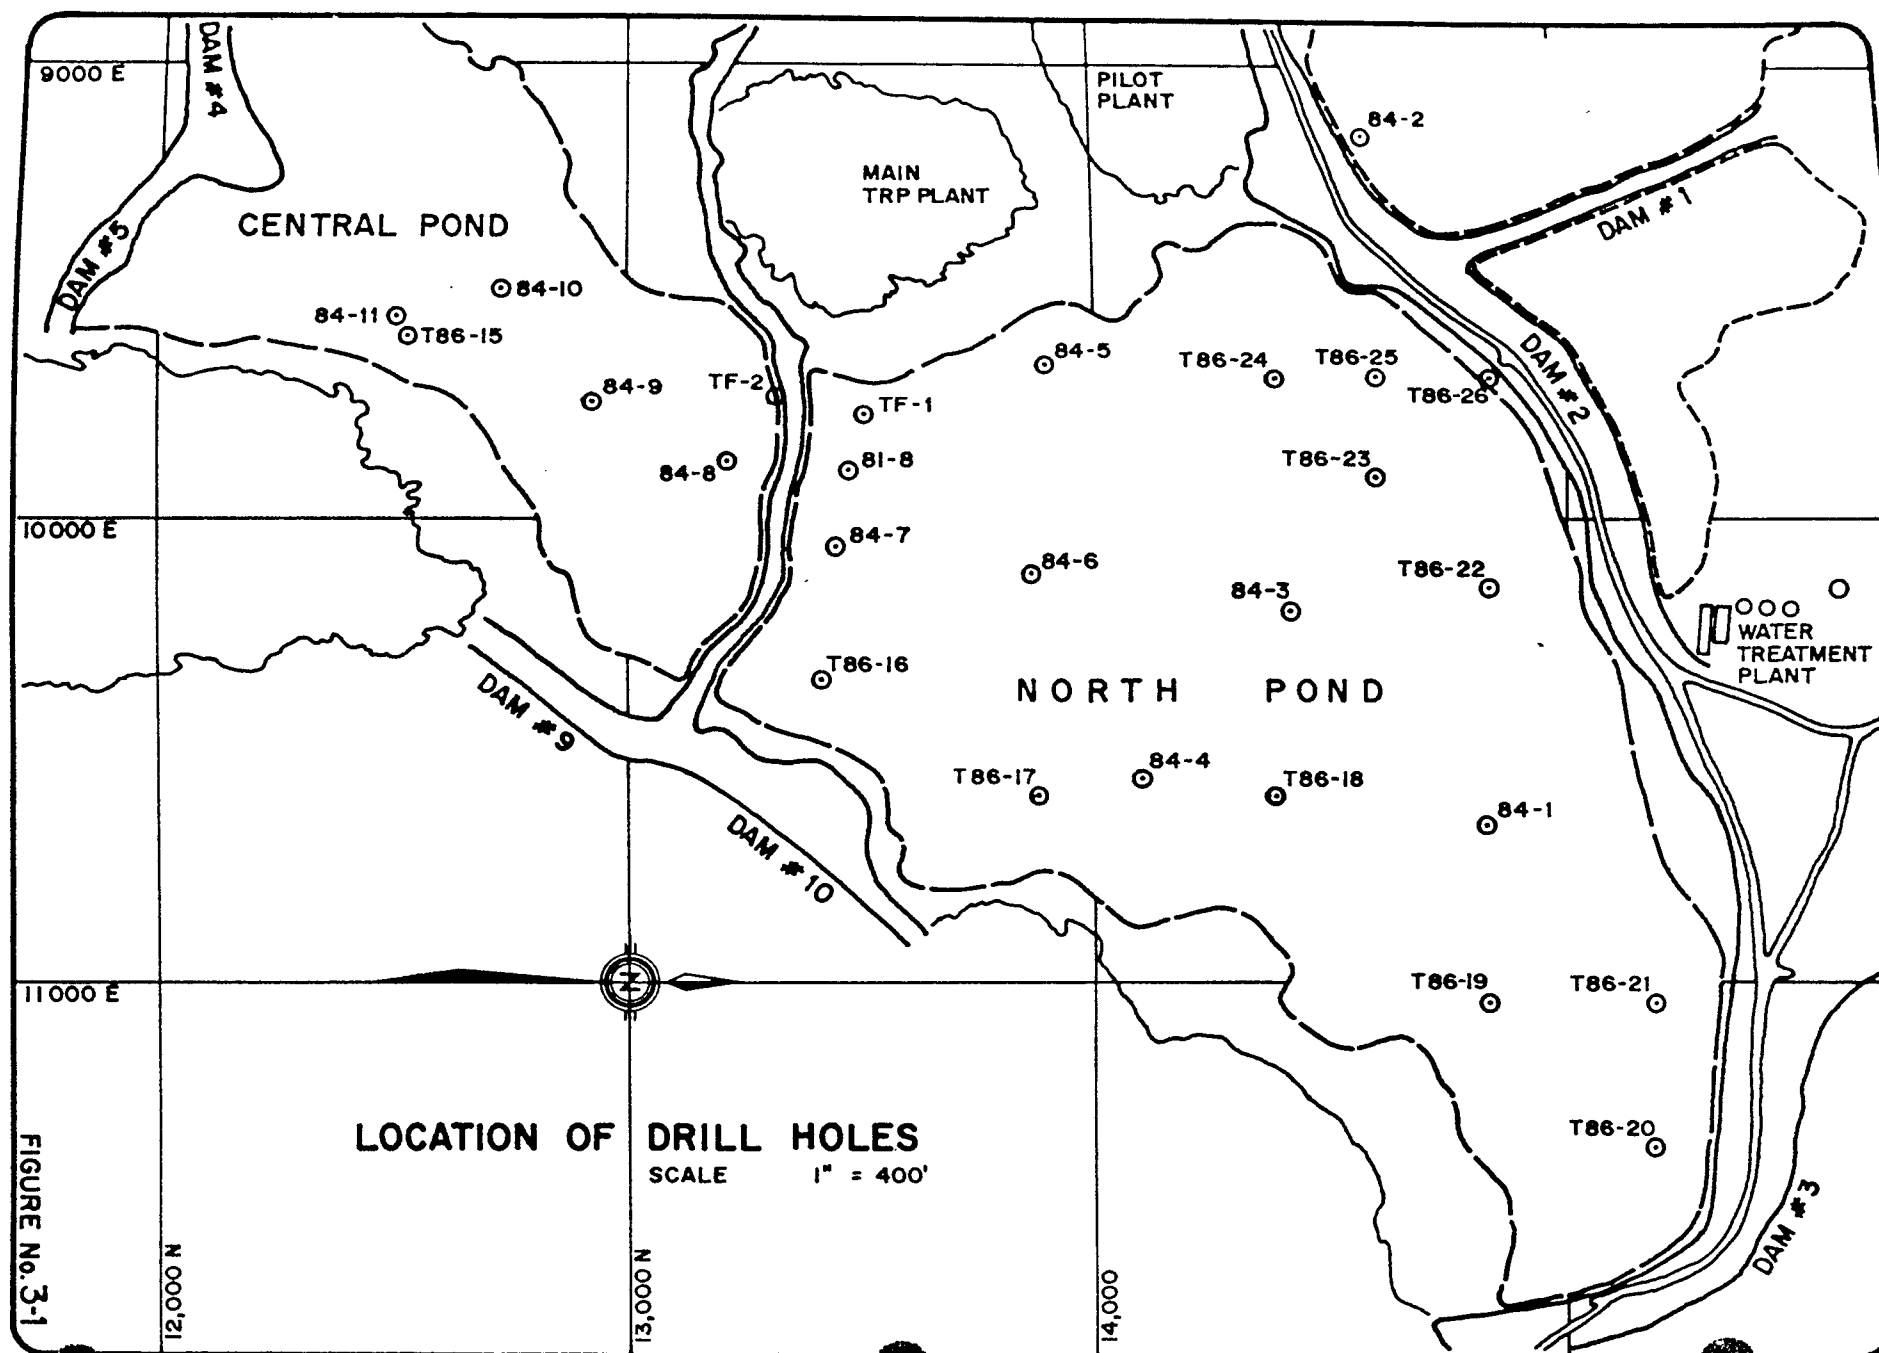 DAM #4
9000 E
PILOT
PLANT
84-2
MAIN
TRP PLANT
DAM #1
CENTRAL POND
DAM #5
84-10
84-11
T86-15
84-5
T86-24
T86-25
T86-26
DAM #2
84-9
TF-2
TF-1
84-8
81-8
T86-23
10000 E
84-7
84-6
84-3
T86-22
WATER
TREATMENT
PLANT
T86-16
NORTH POND
DAM #9
T86-17
84-4
T86-18
84-1
DAM #10
11000 E
N
T86-19
T86-21
LOCATION OF DRILL HOLES
SCALE 1" = 400'
T86-20
DAM #3
FIGURE No. 3-1
12,000 N
13,000 N
14,000